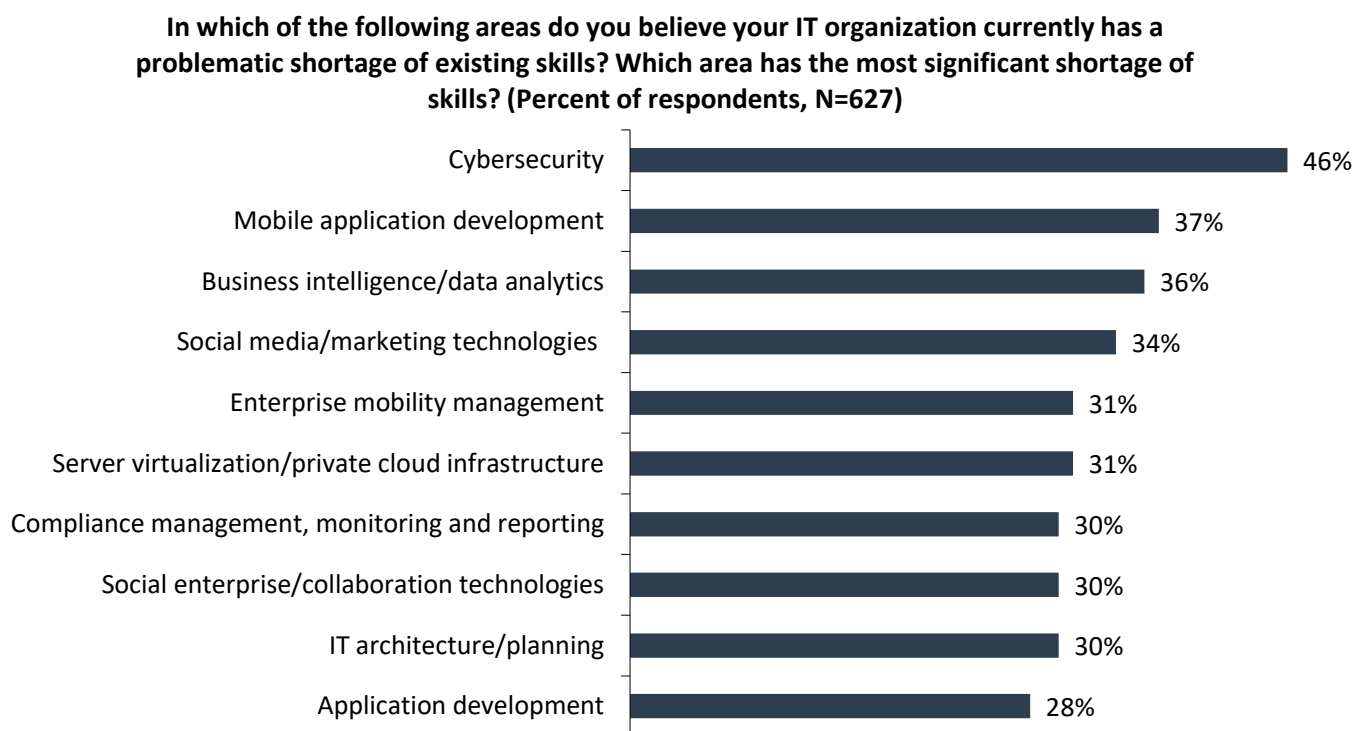 In which of the following areas do you believe your IT organization currently has a
problematic shortage of existing skills? Which area has the most significant shortage of
skills? (Percent of respondents, N=627)
Cybersecurity 46%
Mobile application development 37%
Business intelligence/data analytics 36%
Social media/marketing technologies 34%
Enterprise mobility management 31%
Server virtualization/private cloud infrastructure 31%
Compliance management, monitoring and reporting 30%
Social enterprise/collaboration technologies 30%
IT architecture/planning 30%
Application development 28%